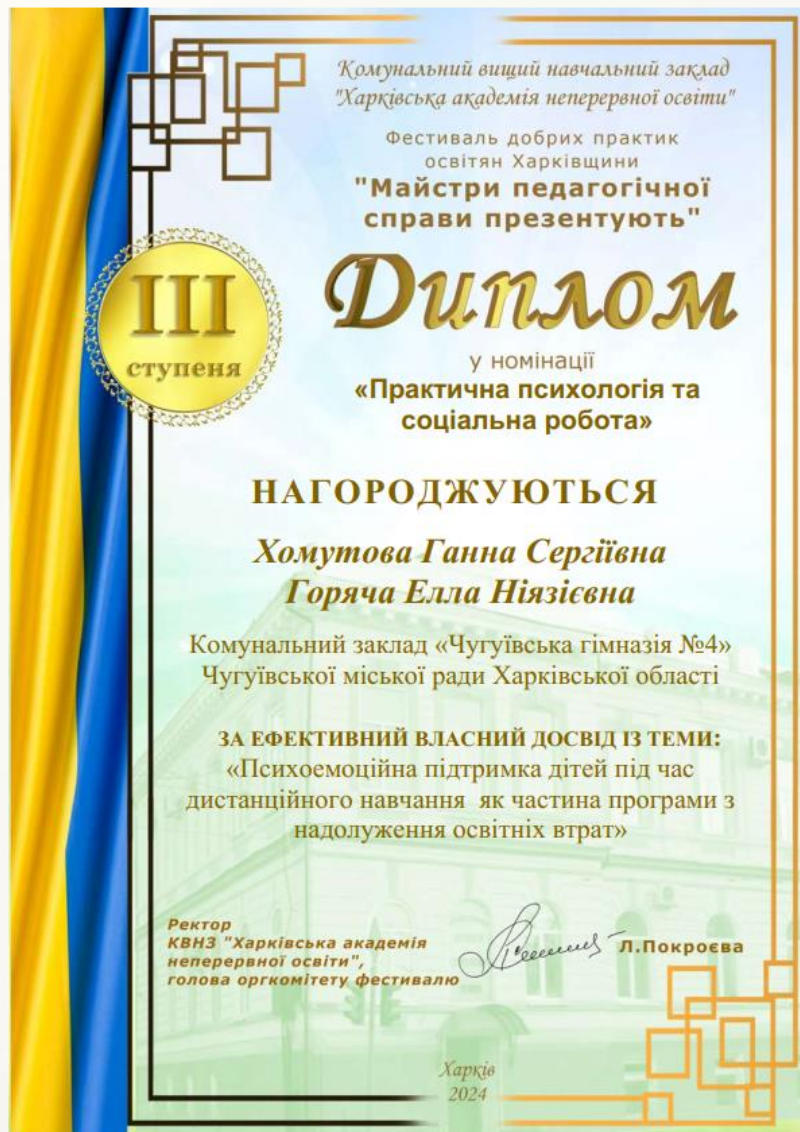 Комунальний вищий навчальний заклад
"Харківська академія неперервної освіти"
Фестиваль добрих практик
освітян Харківщини
"Майстри педагогічної
справи презентують"
III
ступеня
Диплом
у номінації
«Практична психологія та
соціальна робота»
НАГОРОДЖУЮТЬСЯ
Хомутова Ганна Сергіївна
Горяча Елла Ніязієвна
Комунальний заклад «Чугуївська гімназія №4»
Чугуївської міської ради Харківської області
ЗА ЕФЕКТИВНИЙ ВЛАСНИЙ ДОСВІД ІЗ ТЕМИ:
«Психоемоційна підтримка дітей під час
дистанційного навчання як частина програми з
надолуження освітніх втрат»
Ректор
КВНЗ "Харківська академія
неперервної освіти",
голова оргкомітету фестивалю
Л.Покроєва
Харків
2024